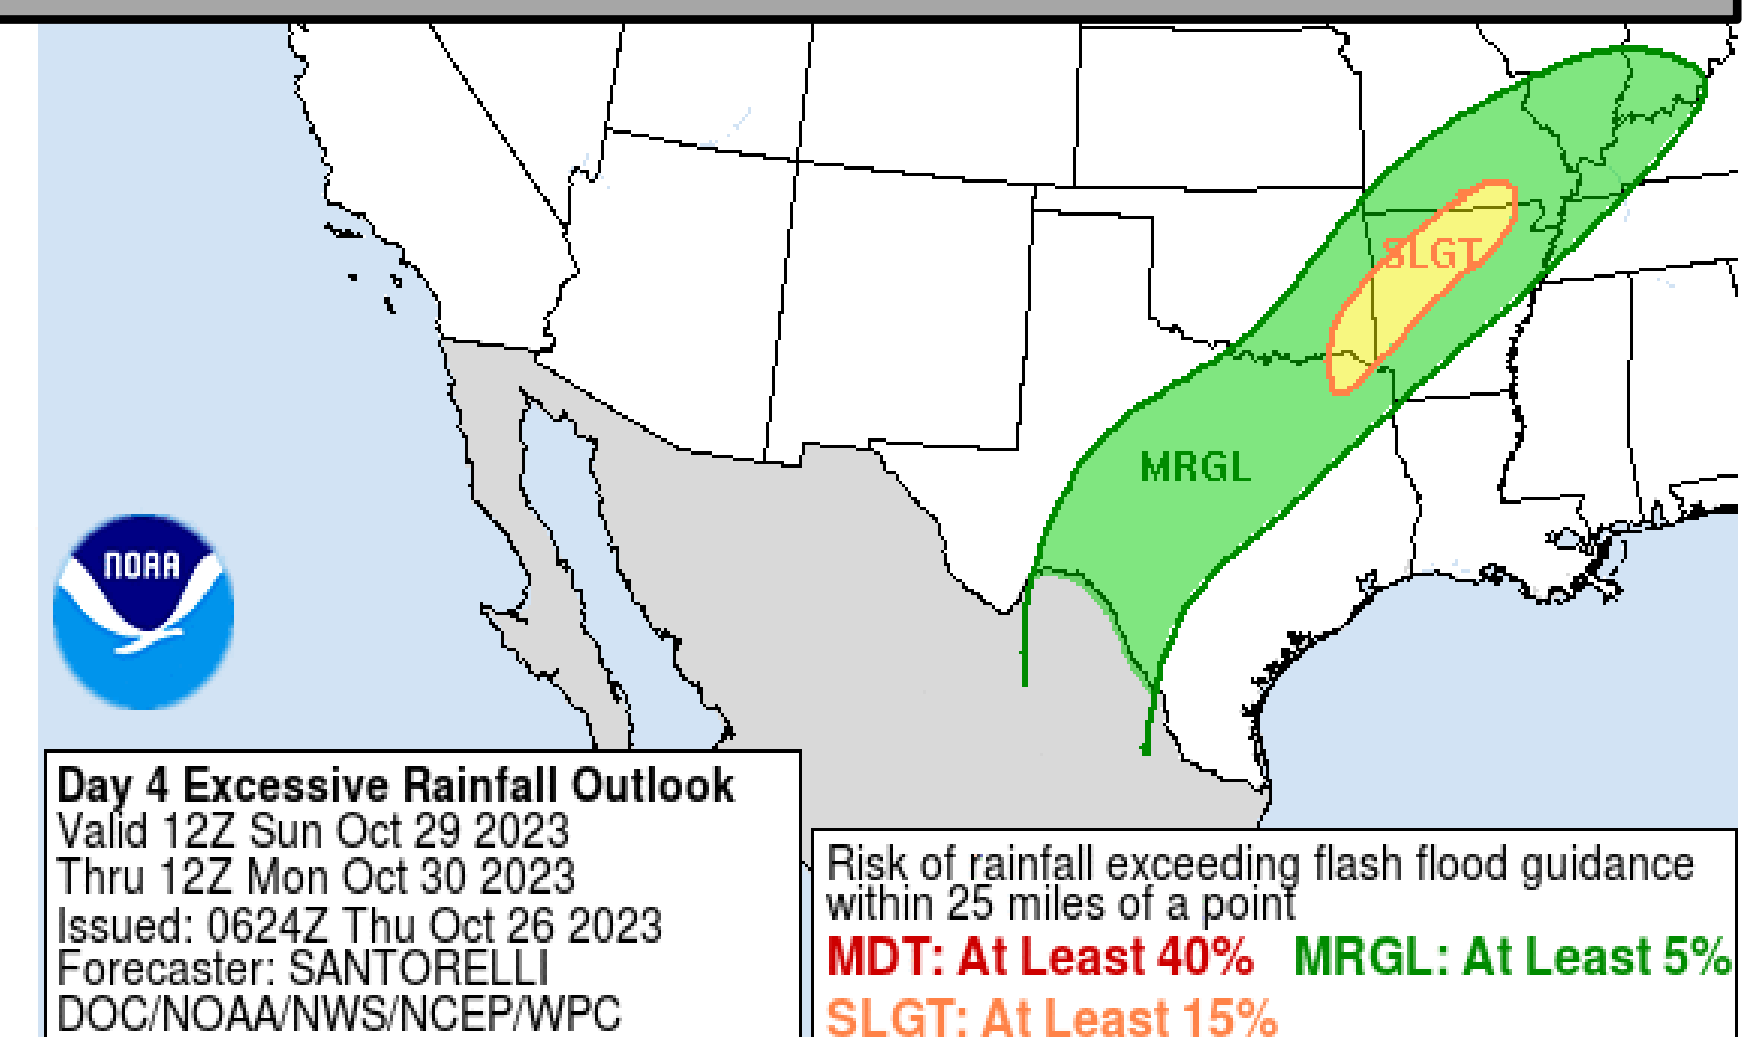 SLGT
MRGL
NOAA
Day 4 Excessive Rainfall Outlook
Valid 12Z Sun Oct 29 2023
Thru 12Z Mon Oct 30 2023
Issued: 0624Z Thu Oct 26 2023
Forecaster: SANTORELLI
DOC/NOAA/NWS/NCEP/WPC
Risk of rainfall exceeding flash flood guidance
within 25 miles of a point
MDT: At Least 40% MRGL: At Least 5%
SLGT: At Least 15%